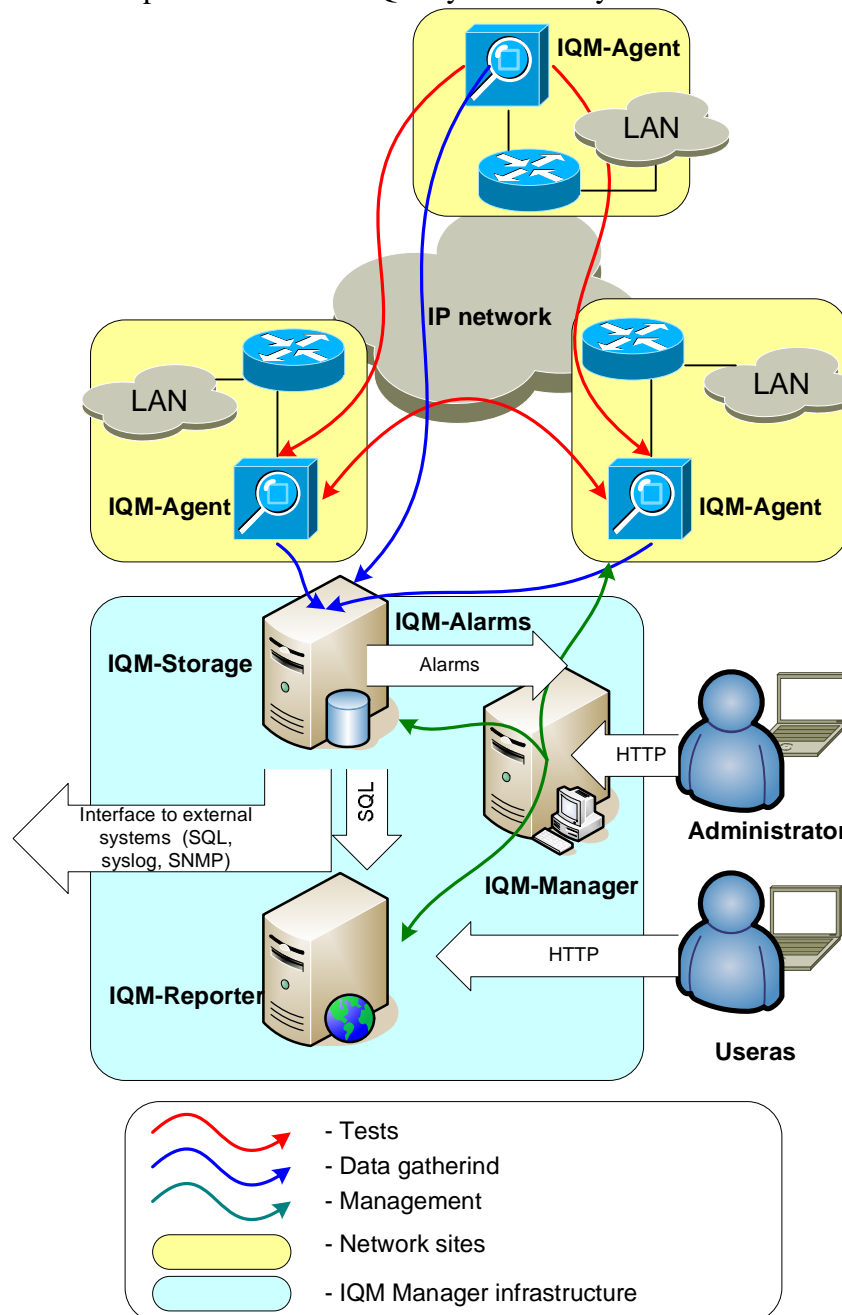 IQM-Agent
LAN
IP network
LAN
IQM-Agent
LAN
IQM-Agent
IQM-Alarms
IQM-Storage
Alarms
HTTP
Administrator
SQL
Interface to external
systems (SQL,
syslog, SNMP)
IQM-Manager
IQM-Reporter
HTTP
Useras
- Tests
- Data gatherind
- Management
- Network sites
- IQM Manager infrastructure